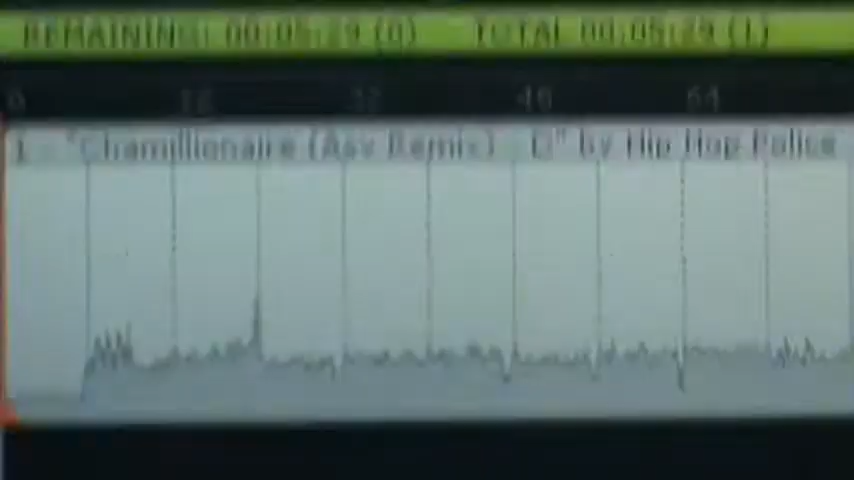 REMAINING: 00:05:29 (0) TOTAL 00:05:29 (1)
0 16 32 48 64
1 - "Chamillionaire (Asv Remix) - D" by Hip Hop Police